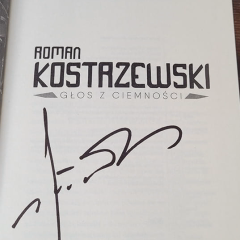 ROMAN
KOSTRZEWSKI
GŁOS Z CIEMNOŚCI